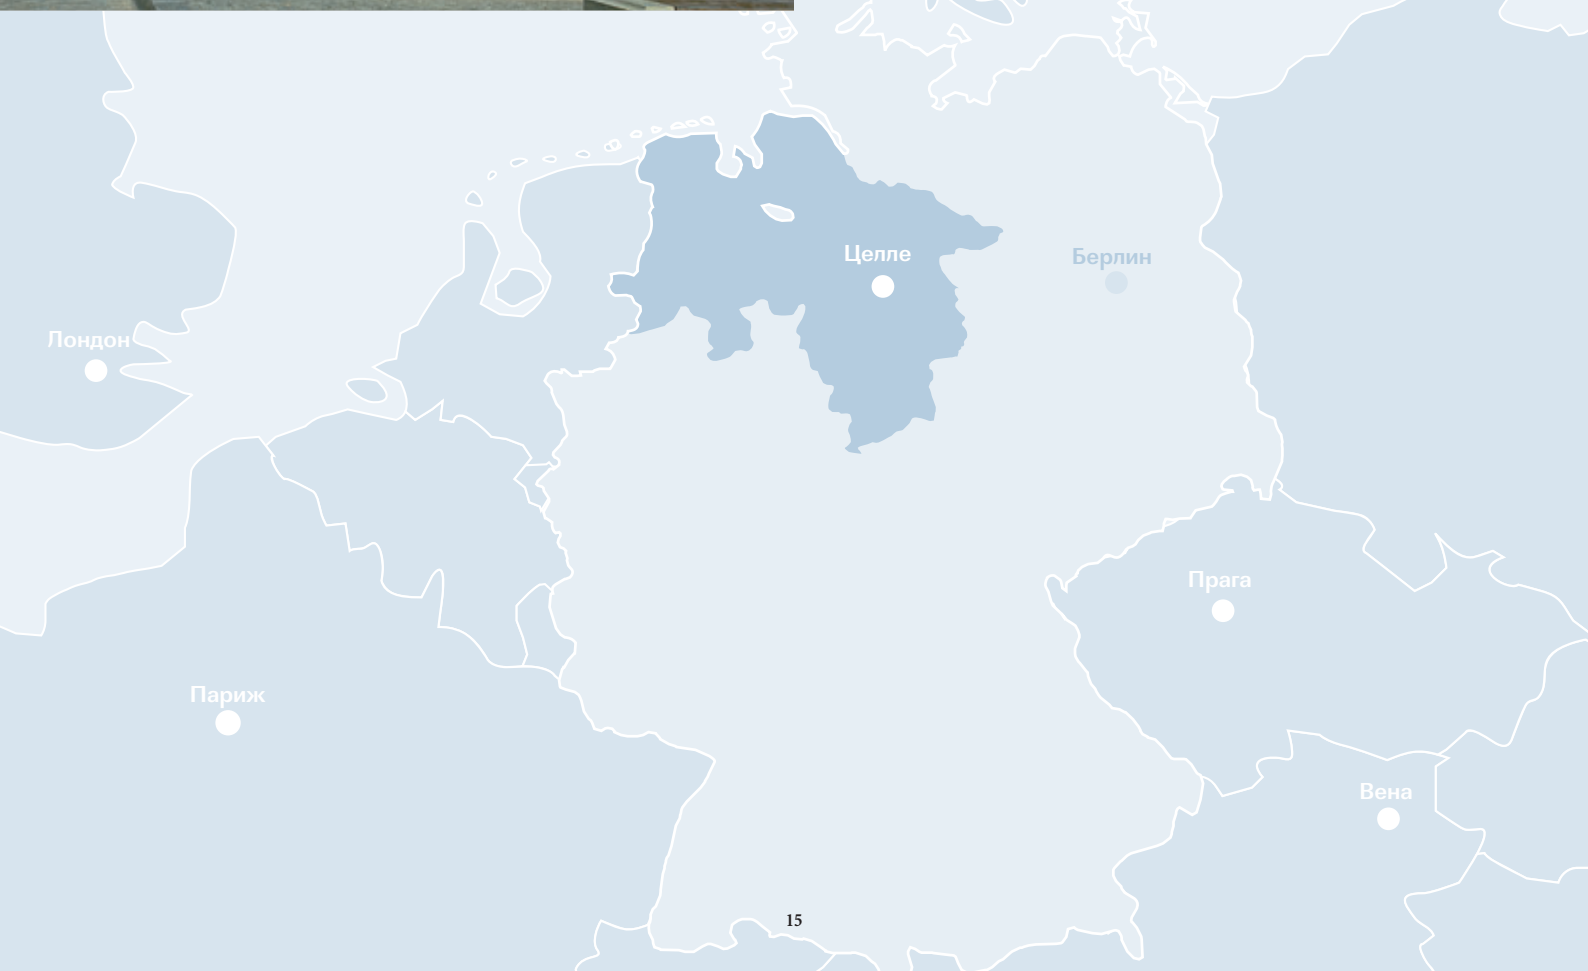 Целле
Берлин
Лондон
Прага
Париж
Вена
15